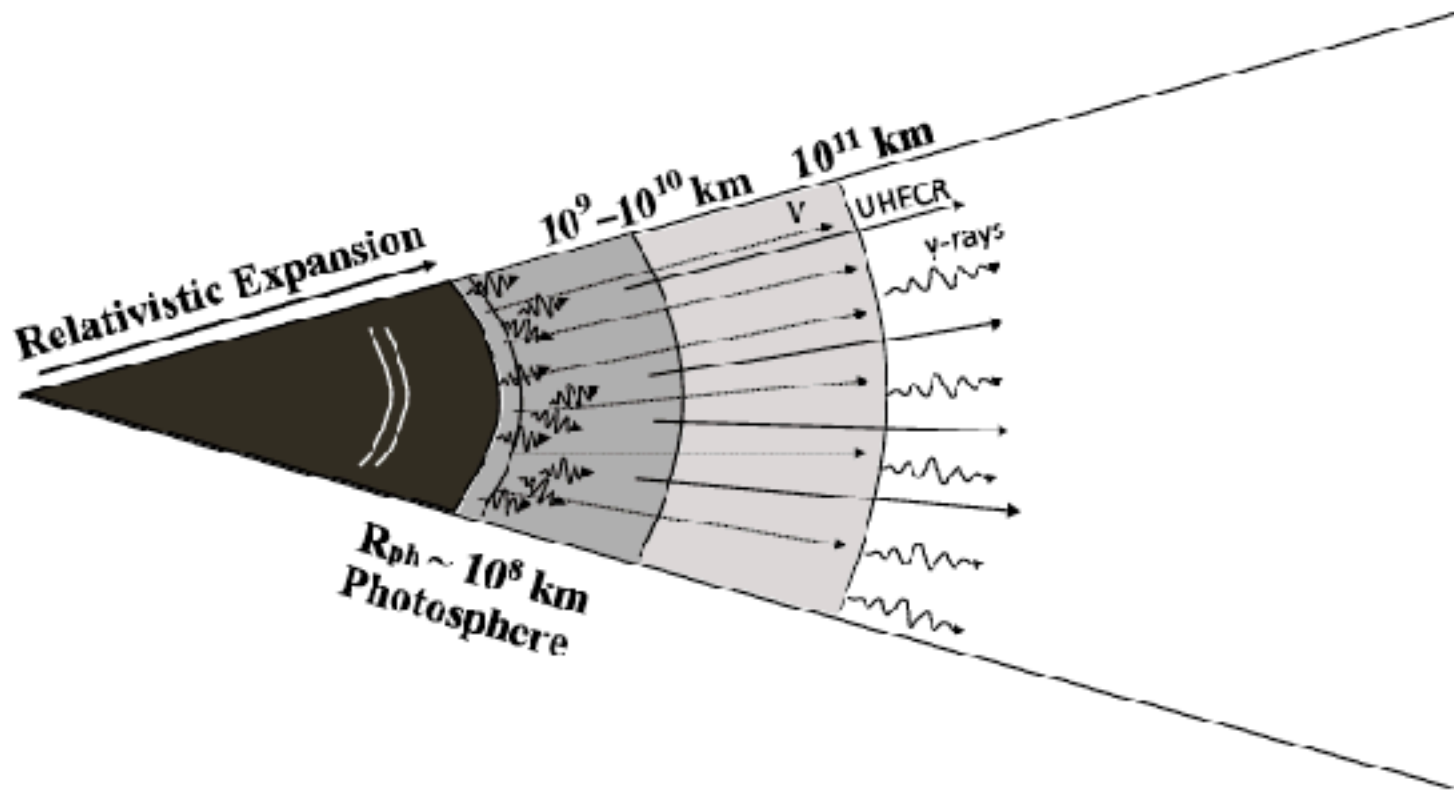 Relativistic Expansion
10⁹–10¹⁰ km
10¹¹ km
ν
UHECR
γ-rays
Rph ~ 10⁸ km
Photosphere